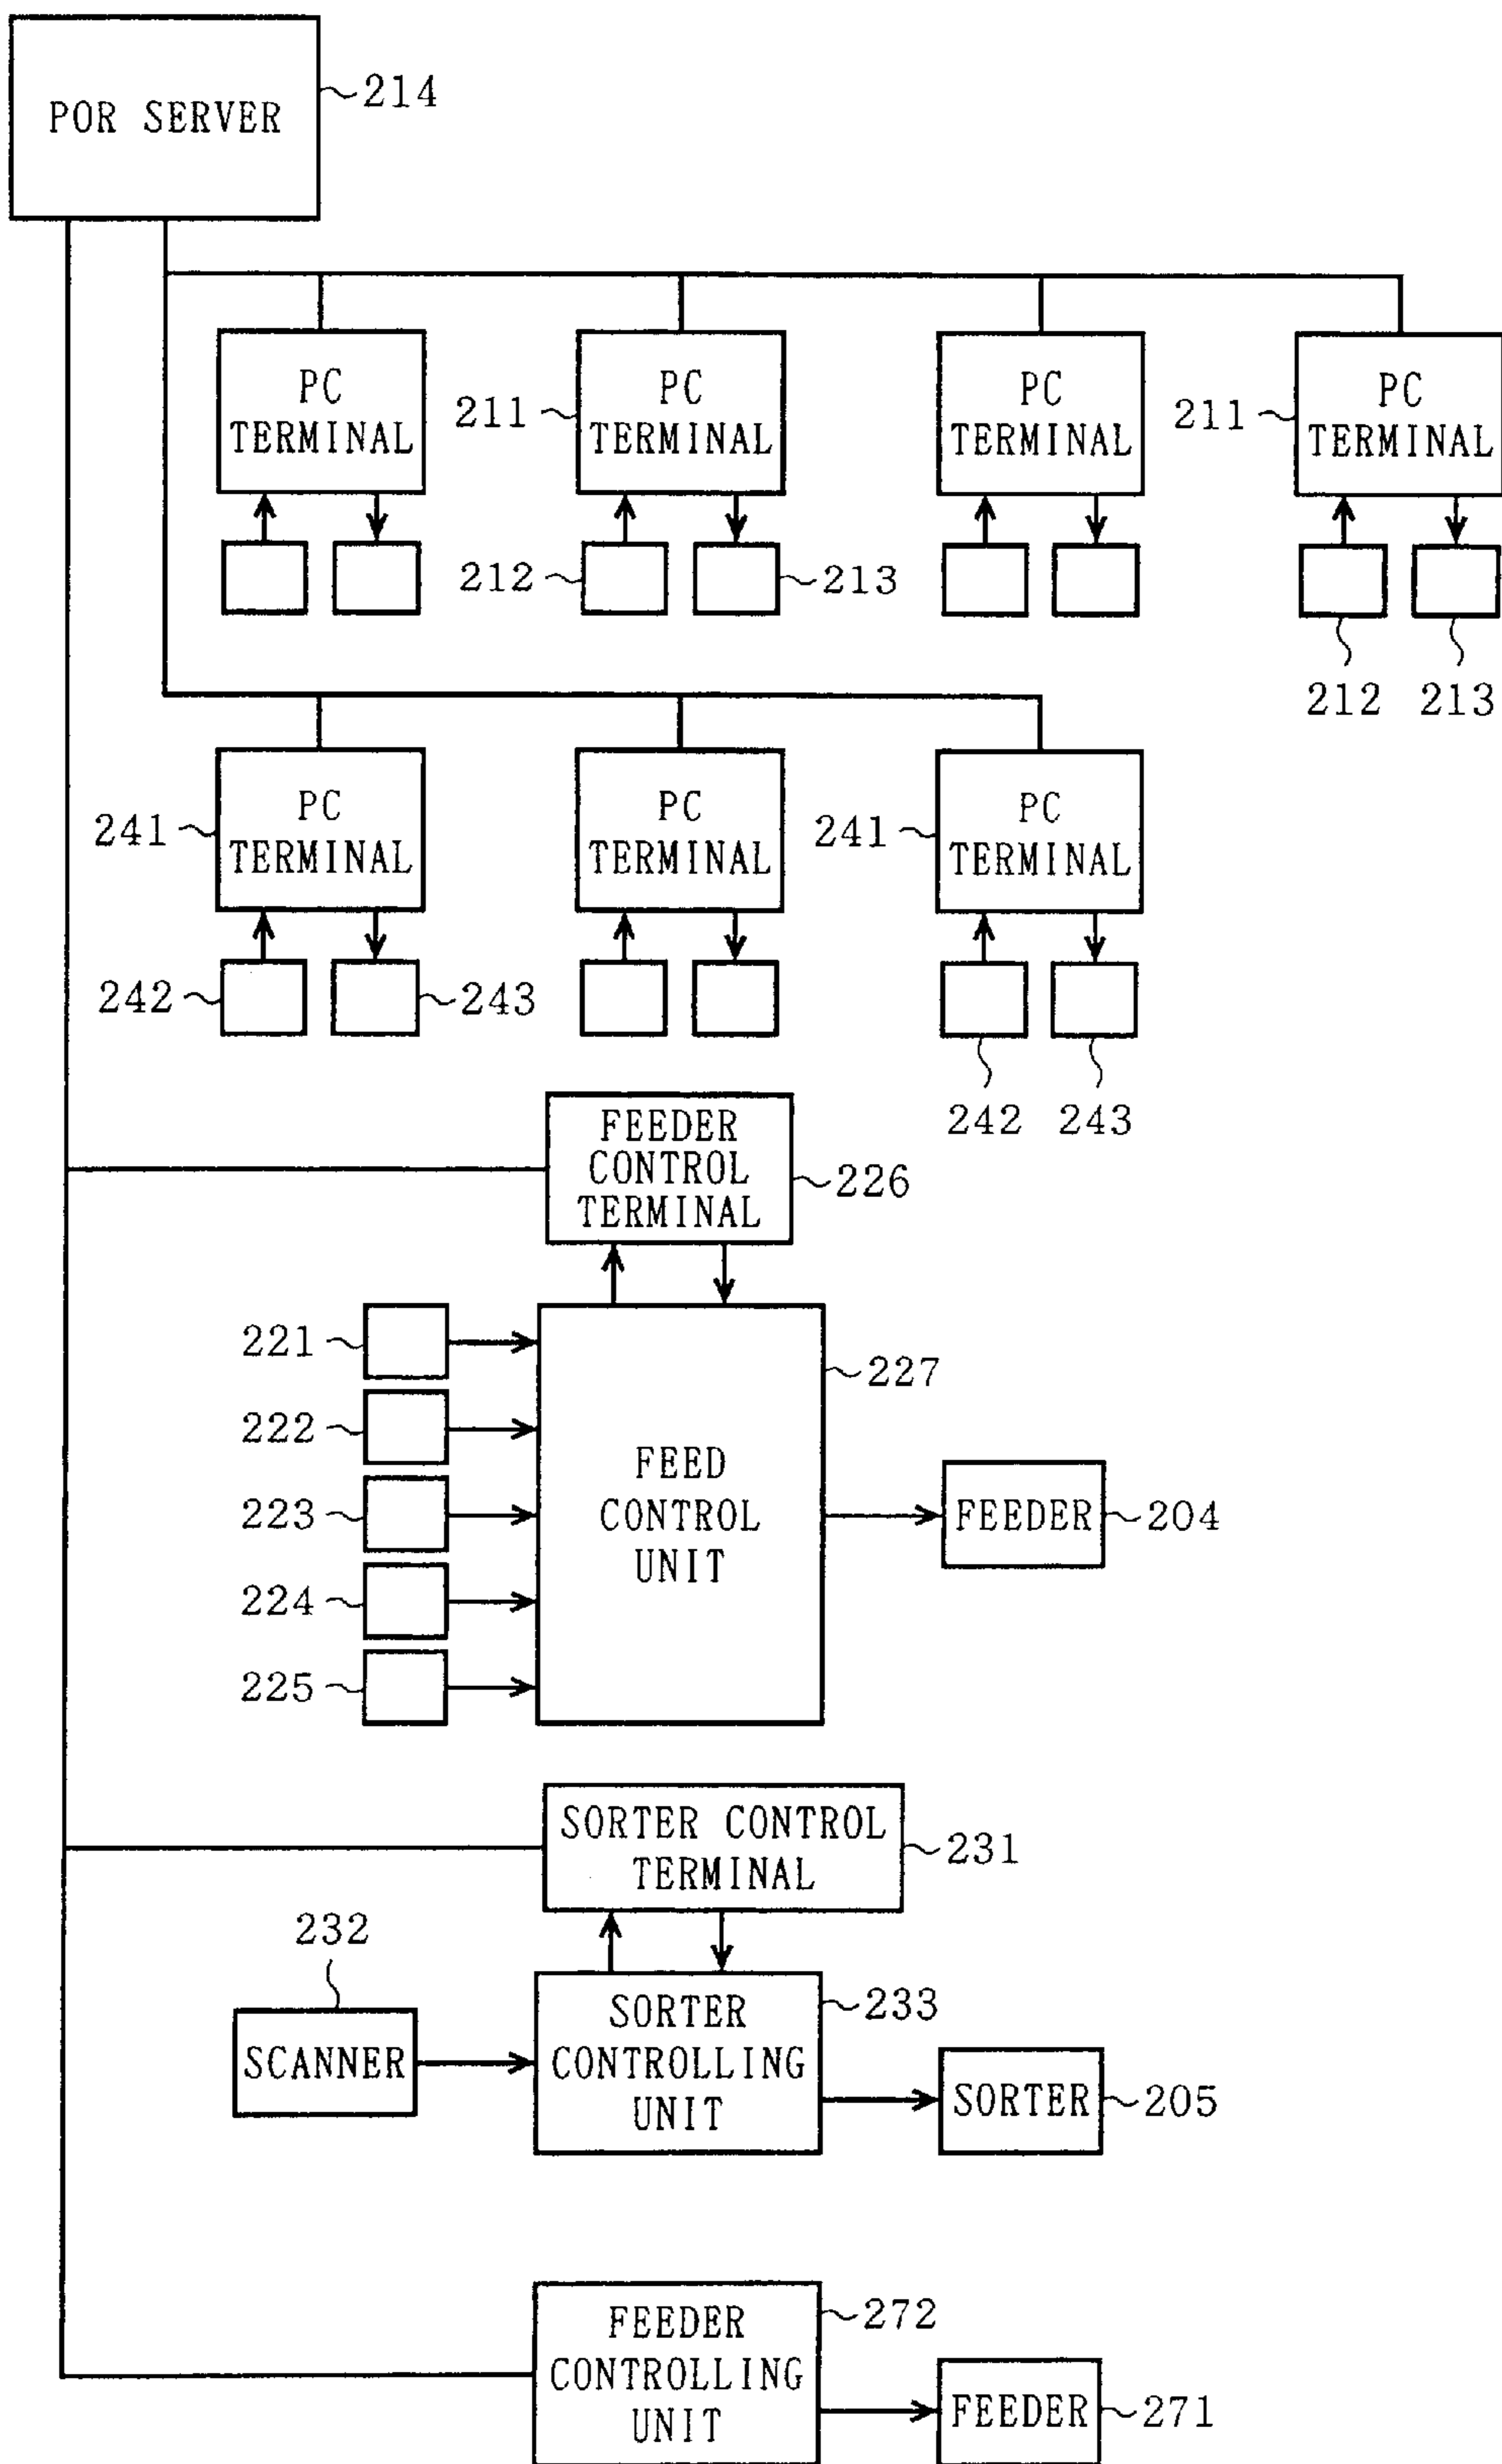 POR SERVER
214
PC
TERMINAL
211
PC
TERMINAL
PC
TERMINAL
211
PC
TERMINAL
212
213
212
213
241
PC
TERMINAL
PC
TERMINAL
241
PC
TERMINAL
242
243
242
243
FEEDER
CONTROL
TERMINAL
226
221
222
223
224
225
FEED
CONTROL
UNIT
227
FEEDER
204
SORTER CONTROL
TERMINAL
231
232
SCANNER
SORTER
CONTROLLING
UNIT
233
SORTER
205
FEEDER
CONTROLLING
UNIT
272
FEEDER
271